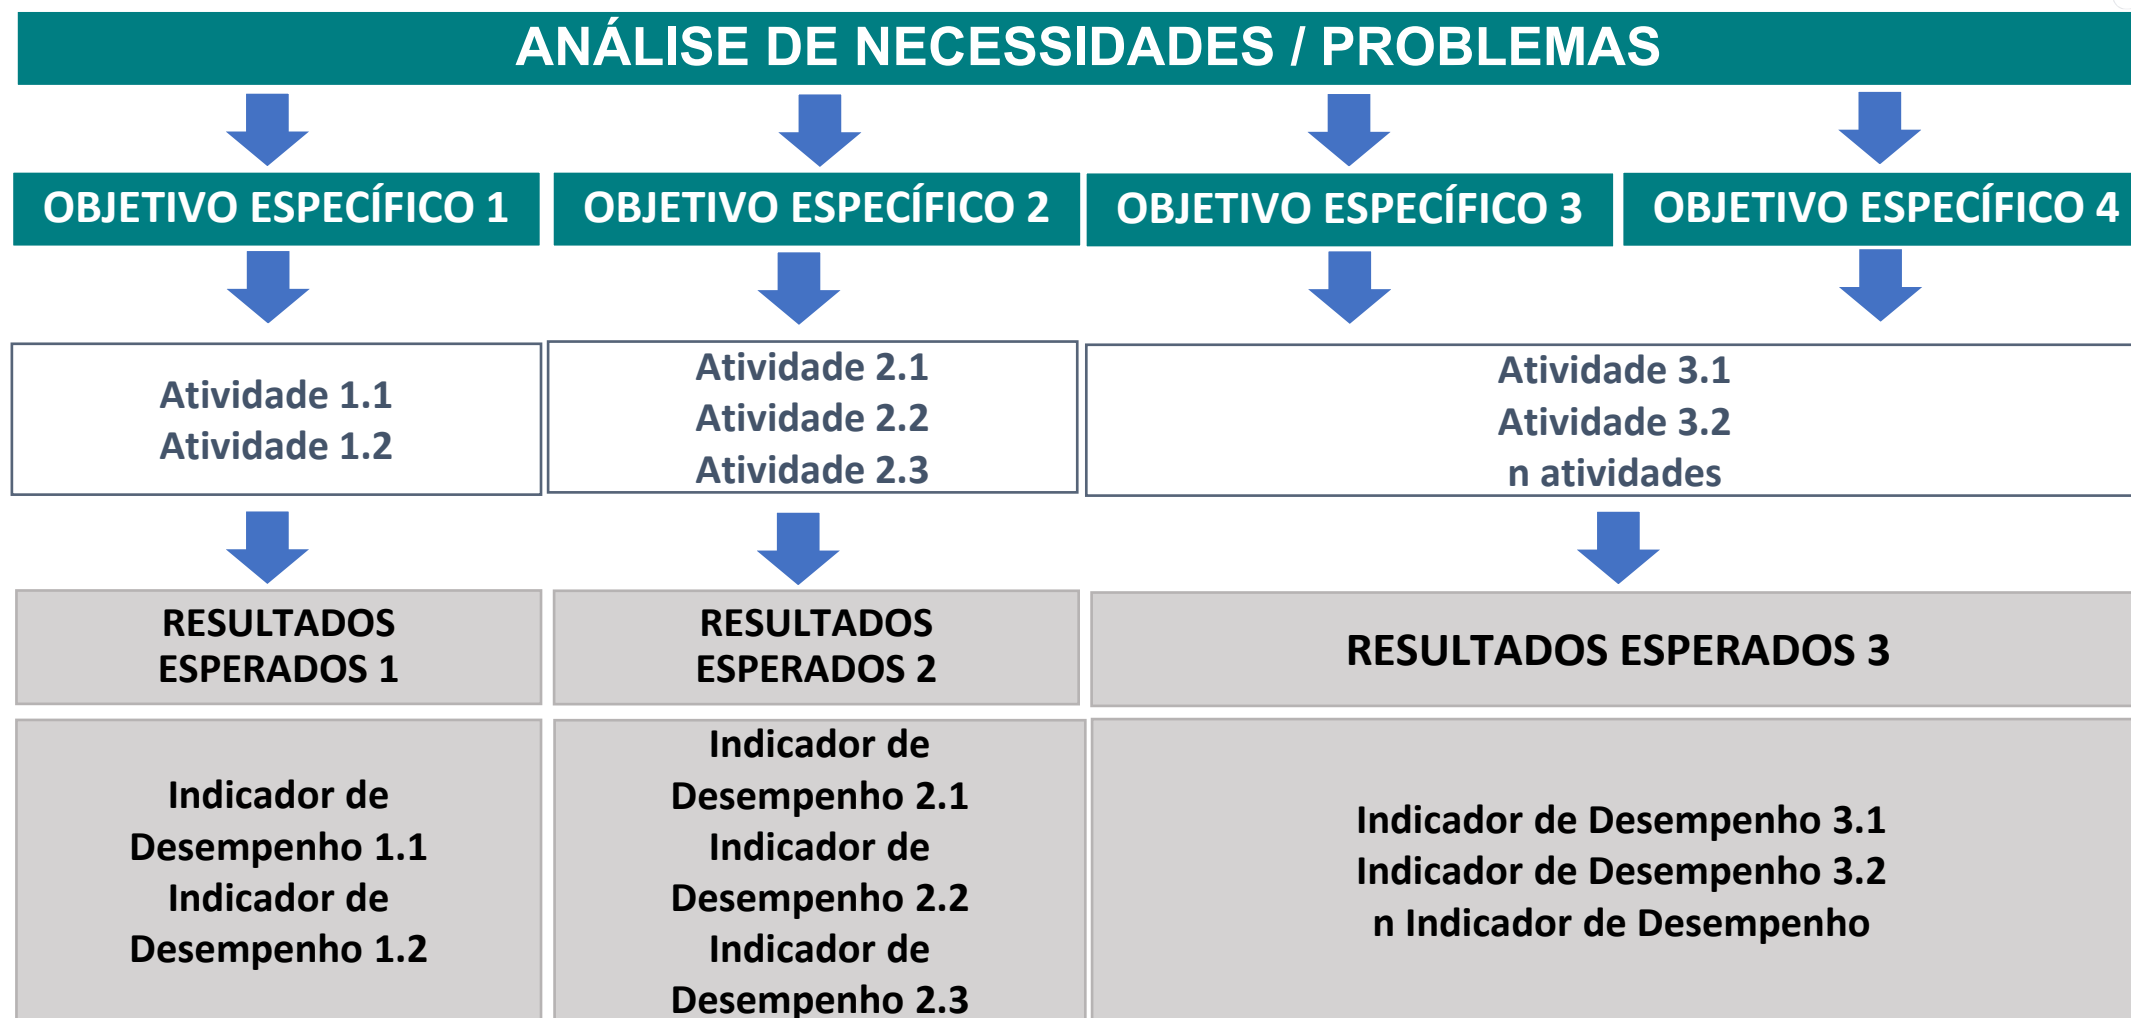 ANÁLISE DE NECESSIDADES / PROBLEMAS
OBJETIVO ESPECÍFICO 1
OBJETIVO ESPECÍFICO 2
OBJETIVO ESPECÍFICO 3
OBJETIVO ESPECÍFICO 4
Atividade 1.1
Atividade 1.2
Atividade 2.1
Atividade 2.2
Atividade 2.3
Atividade 3.1
Atividade 3.2
n atividades
RESULTADOS
ESPERADOS 1
RESULTADOS
ESPERADOS 2
RESULTADOS ESPERADOS 3
Indicador de
Desempenho 1.1
Indicador de
Desempenho 1.2
Indicador de
Desempenho 2.1
Indicador de
Desempenho 2.2
Indicador de
Desempenho 2.3
Indicador de Desempenho 3.1
Indicador de Desempenho 3.2
n Indicador de Desempenho